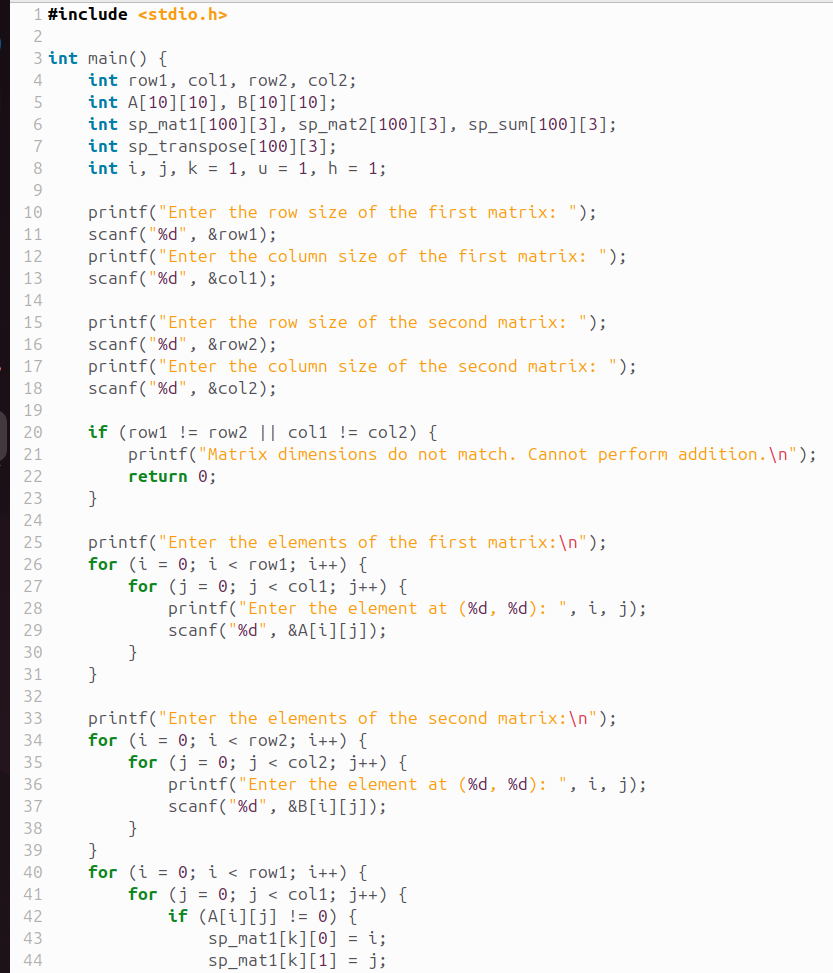 1 #include <stdio.h>
2
3 int main() {
4     int row1, col1, row2, col2;
5     int A[10][10], B[10][10];
6     int sp_mat1[100][3], sp_mat2[100][3], sp_sum[100][3];
7     int sp_transpose[100][3];
8     int i, j, k = 1, u = 1, h = 1;
9
10     printf("Enter the row size of the first matrix: ");
11     scanf("%d", &row1);
12     printf("Enter the column size of the first matrix: ");
13     scanf("%d", &col1);
14
15     printf("Enter the row size of the second matrix: ");
16     scanf("%d", &row2);
17     printf("Enter the column size of the second matrix: ");
18     scanf("%d", &col2);
19
20     if (row1 != row2 || col1 != col2) {
21         printf("Matrix dimensions do not match. Cannot perform addition.\n");
22         return 0;
23     }
24
25     printf("Enter the elements of the first matrix:\n");
26     for (i = 0; i < row1; i++) {
27         for (j = 0; j < col1; j++) {
28             printf("Enter the element at (%d, %d): ", i, j);
29             scanf("%d", &A[i][j]);
30         }
31     }
32
33     printf("Enter the elements of the second matrix:\n");
34     for (i = 0; i < row2; i++) {
35         for (j = 0; j < col2; j++) {
36             printf("Enter the element at (%d, %d): ", i, j);
37             scanf("%d", &B[i][j]);
38         }
39     }
40     for (i = 0; i < row1; i++) {
41         for (j = 0; j < col1; j++) {
42             if (A[i][j] != 0) {
43                 sp_mat1[k][0] = i;
44                 sp_mat1[k][1] = j;